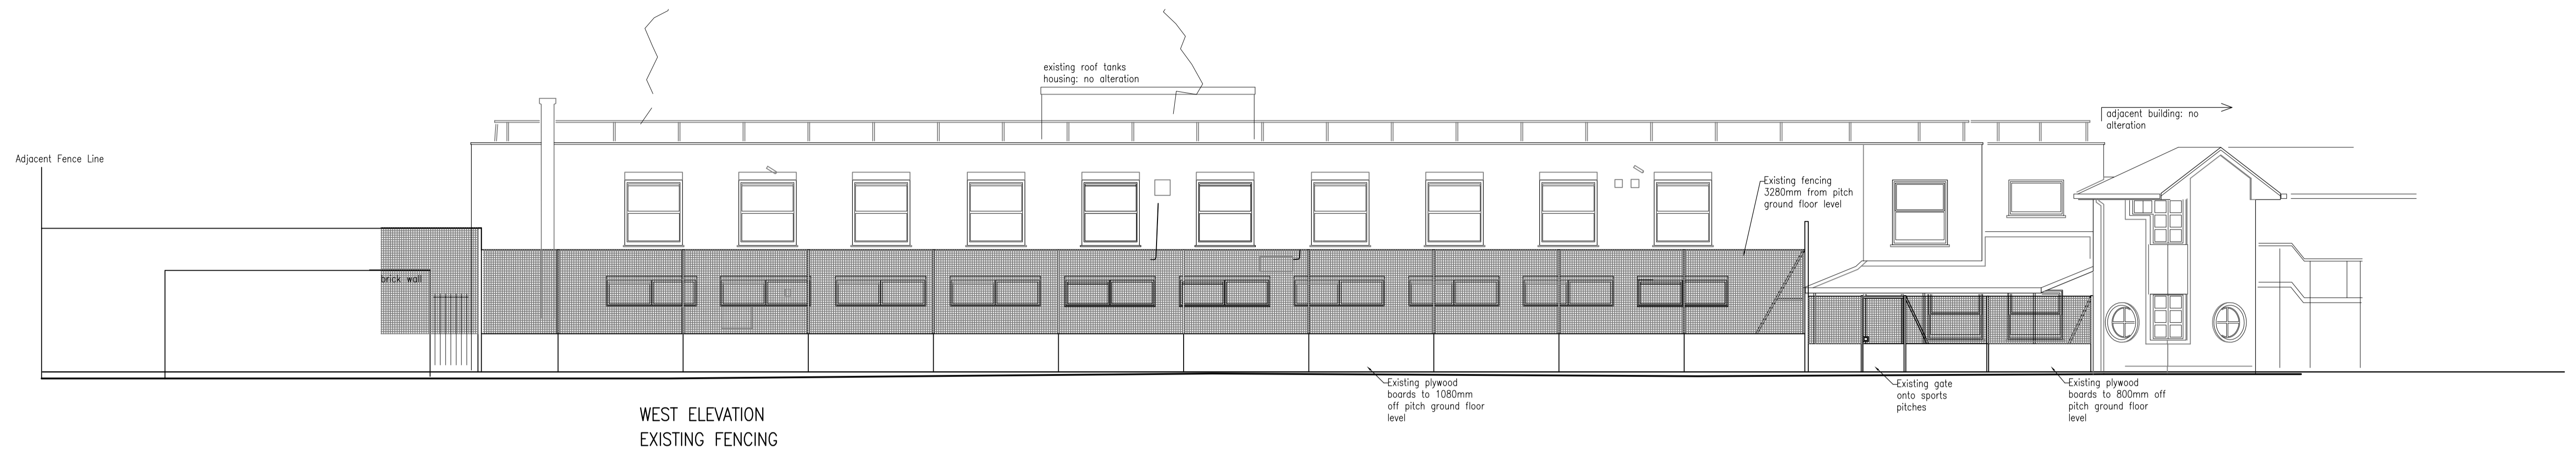 existing roof tanks
housing: no alteration
adjacent building: no
alteration
Adjacent Fence Line
Existing fencing
3280mm from pitch
ground floor level
brick wall
Existing plywood
boards to 1080mm
off pitch ground floor
level
Existing gate
onto sports
pitches
Existing plywood
boards to 800mm off
pitch ground floor
level
WEST ELEVATION
EXISTING FENCING